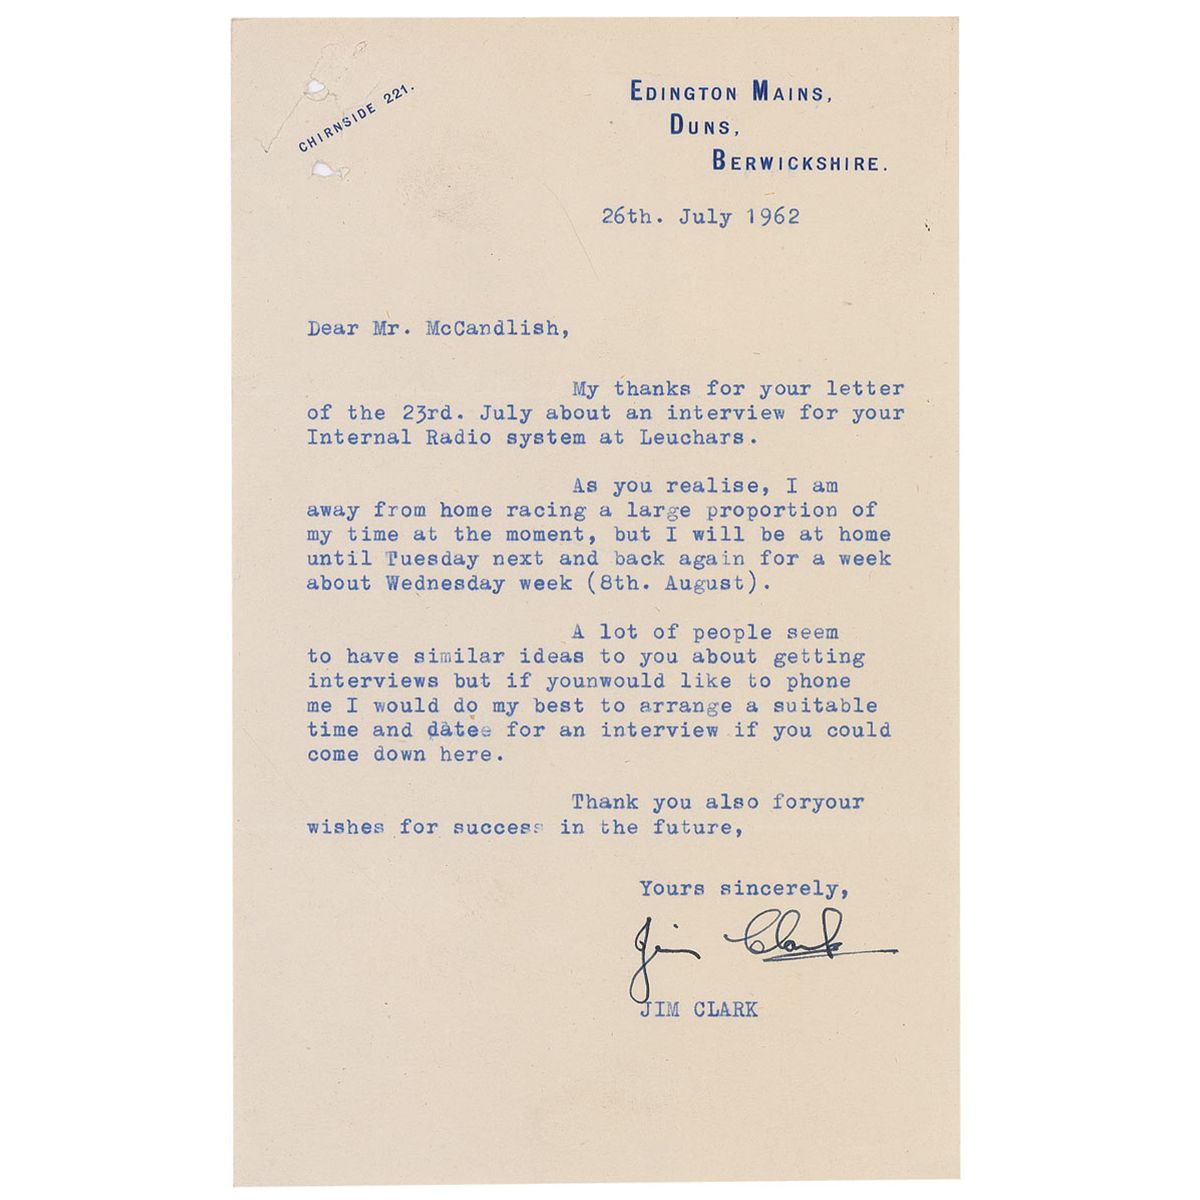 CHIRNSIDE 221.
EDINGTON MAINS,
DUNS,
BERWICKSHIRE.
26th. July 1962
Dear Mr. McCandlish,
My thanks for your letter
of the 23rd. July about an interview for your
Internal Radio system at Leuchars.
As you realise, I am
away from home racing a large proportion of
my time at the moment, but I will be at home
until Tuesday next and back again for a week
about Wednesday week (8th. August).
A lot of people seem
to have similar ideas to you about getting
interviews but if younwould like to phone
me I would do my best to arrange a suitable
time and datee for an interview if you could
come down here.
Thank you also foryour
wishes for success in the future,
Yours sincerely,
Jim Clark
JIM CLARK